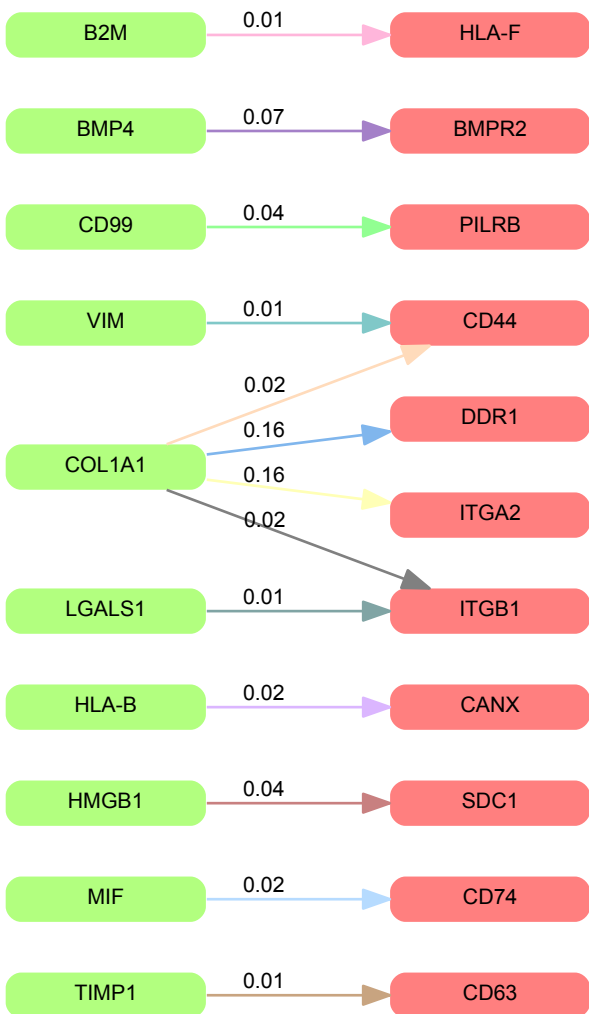 B2M 0.01 HLA-F
BMP4 0.07 BMPR2
CD99 0.04 PILRB
VIM 0.01 CD44
0.02
DDR1
0.16
COL1A1
0.16
ITGA2
0.02
LGALS1 0.01 ITGB1
HLA-B 0.02 CANX
HMGB1 0.04 SDC1
MIF 0.02 CD74
TIMP1 0.01 CD63